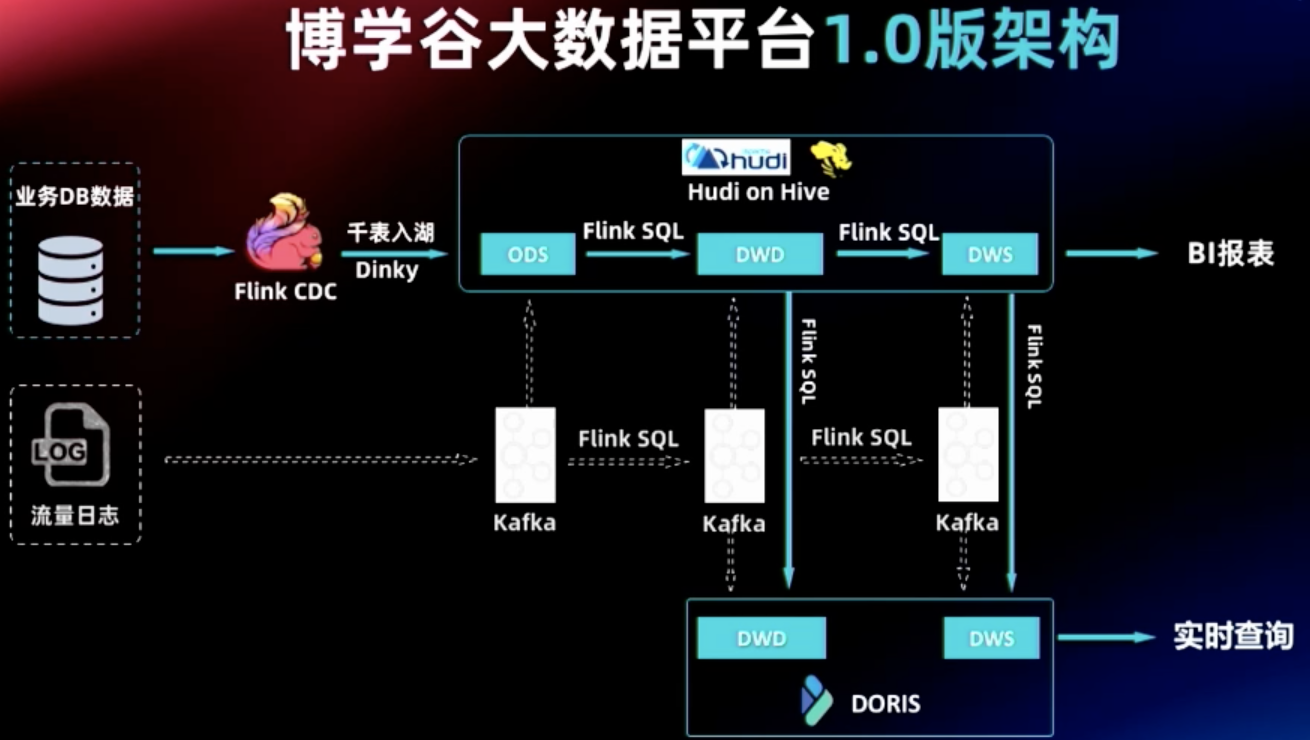 博学谷大数据平台1.0版架构
业务DB数据
Flink CDC
千表入湖
Dinky
hudi
Hudi on Hive
ODS
Flink SQL
DWD
Flink SQL
DWS
BI报表
Flink SQL
Flink SQL
LOG
流量日志
Kafka
Flink SQL
Kafka
Flink SQL
Kafka
DWD
DWS
DORIS
实时查询